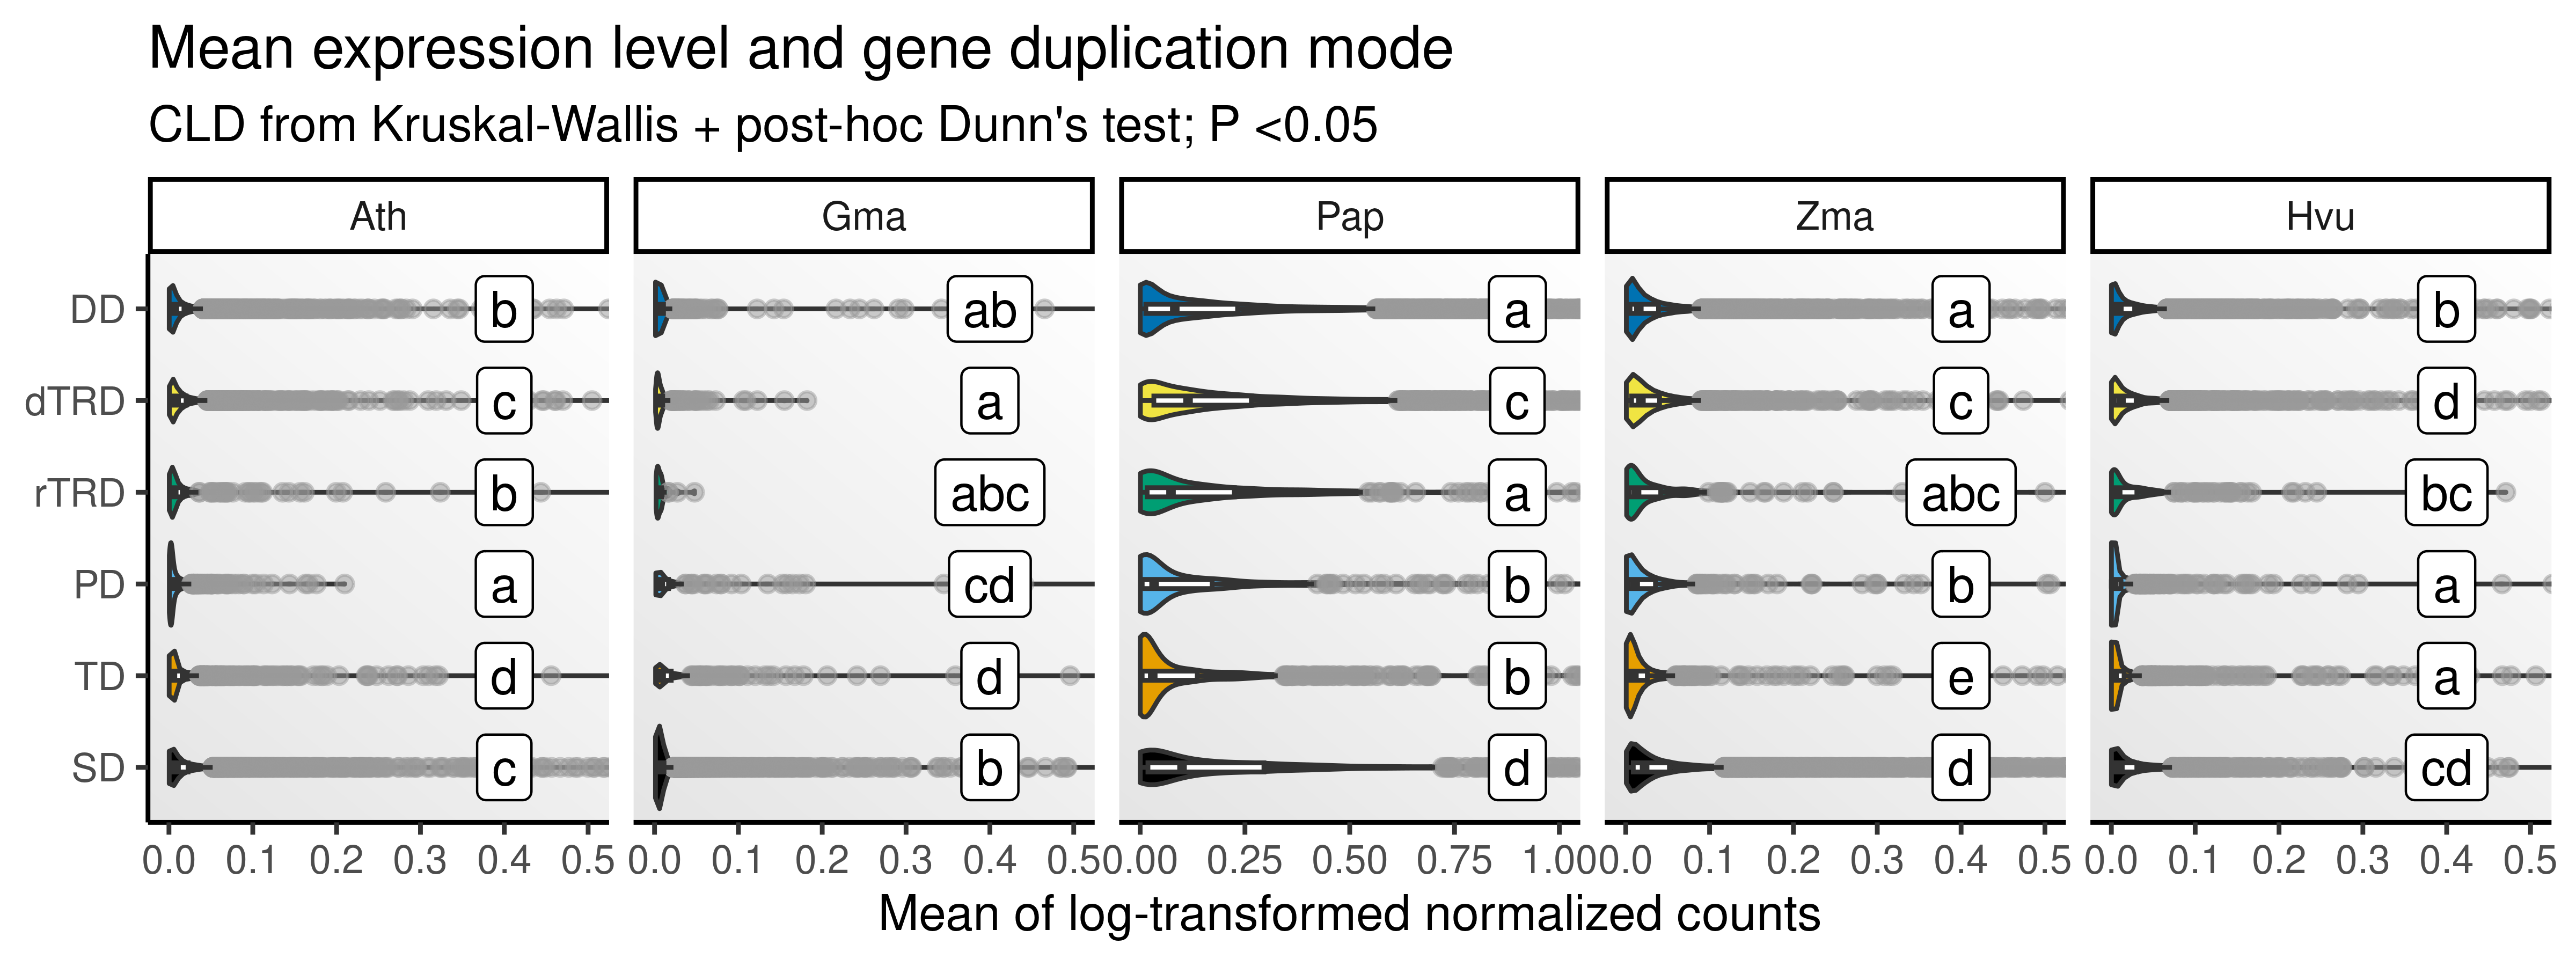 Mean expression level and gene duplication mode
CLD from Kruskal-Wallis + post-hoc Dunn's test; P <0.05
Ath Gma Pap Zma Hvu
DD b ab a a b
dTRD c a c c d
rTRD b abc a abc bc
PD a cd b b a
TD d d b e a
SD c b d d cd
0.0 0.1 0.2 0.3 0.4 0.5 0.0 0.1 0.2 0.3 0.4 0.5 0.00 0.25 0.50 0.75 1.00 0.0 0.1 0.2 0.3 0.4 0.5 0.0 0.1 0.2 0.3 0.4 0.5
Mean of log-transformed normalized counts